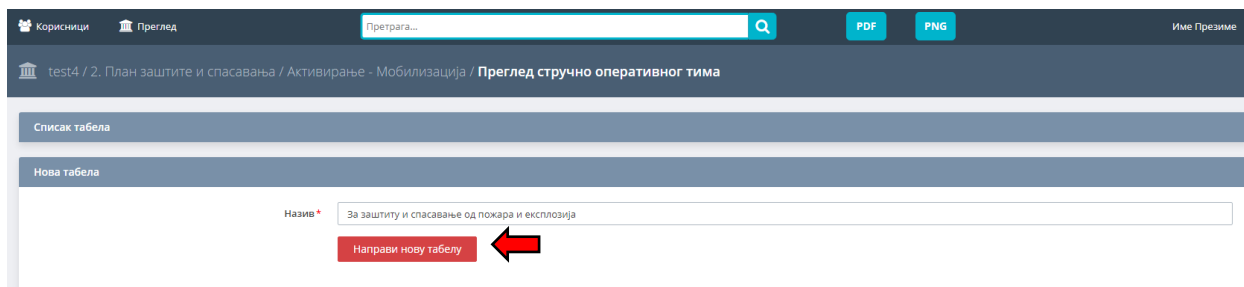 Корисници Преглед Претрага... PDF PNG Име Презиме
test4 / 2. План заштите и спасавања / Активирање - Мобилизација / Преглед стручно оперативног тима
Списак табела
Нова табела
Назив* За заштиту и спасавање од пожара и експлозија
Направи нову табелу